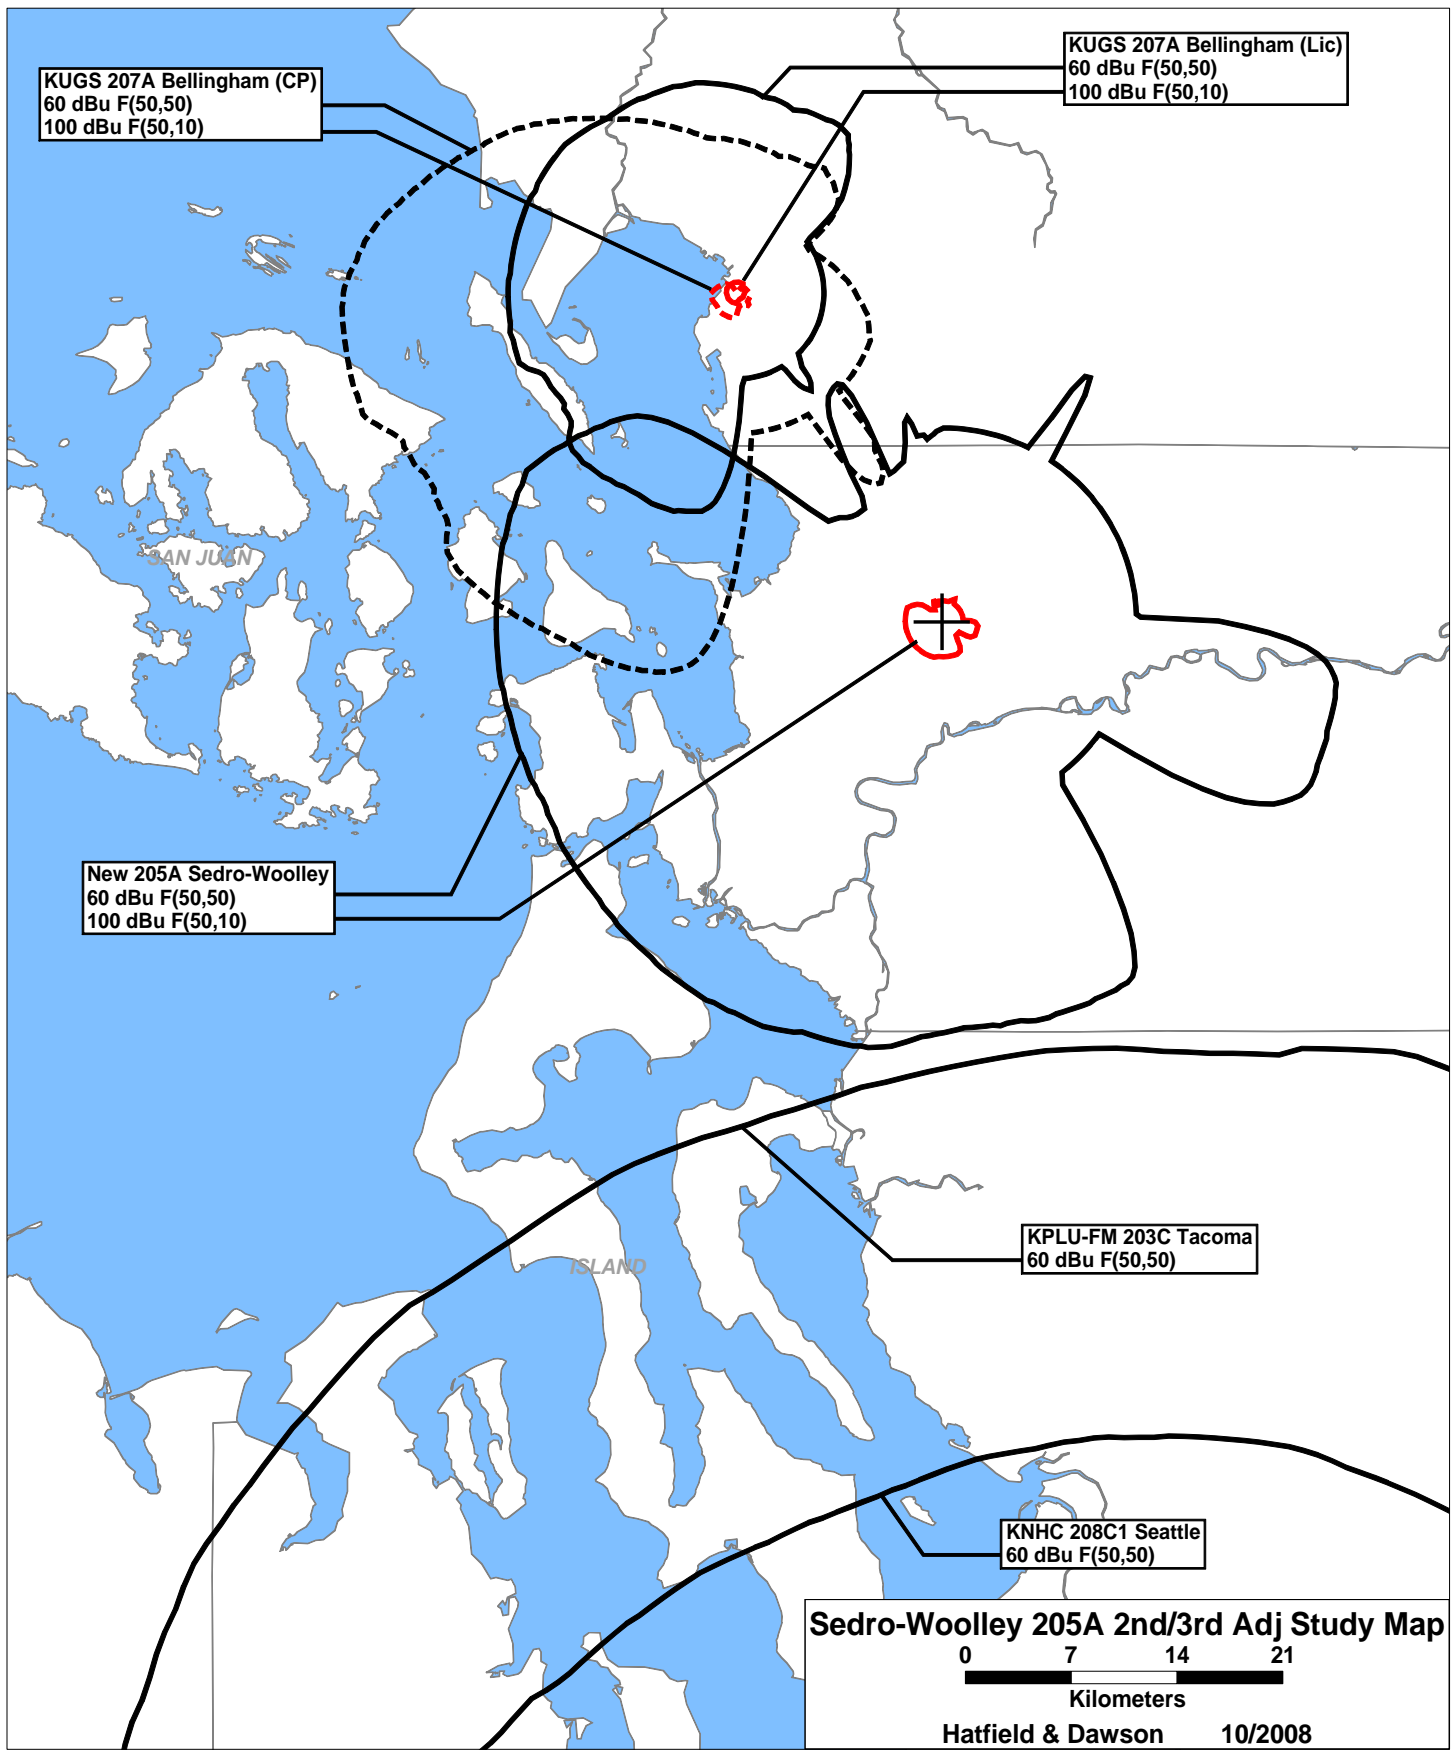 KUGS 207A Bellingham (Lic)
60 dBu F(50,50)
100 dBu F(50,10)
KUGS 207A Bellingham (CP)
60 dBu F(50,50)
100 dBu F(50,10)
SAN JUAN
New 205A Sedro-Woolley
60 dBu F(50,50)
100 dBu F(50,10)
KPLU-FM 203C Tacoma
60 dBu F(50,50)
ISLAND
KNHC 208C1 Seattle
60 dBu F(50,50)
Sedro-Woolley 205A 2nd/3rd Adj Study Map
0 7 14 21
Kilometers
Hatfield & Dawson 10/2008